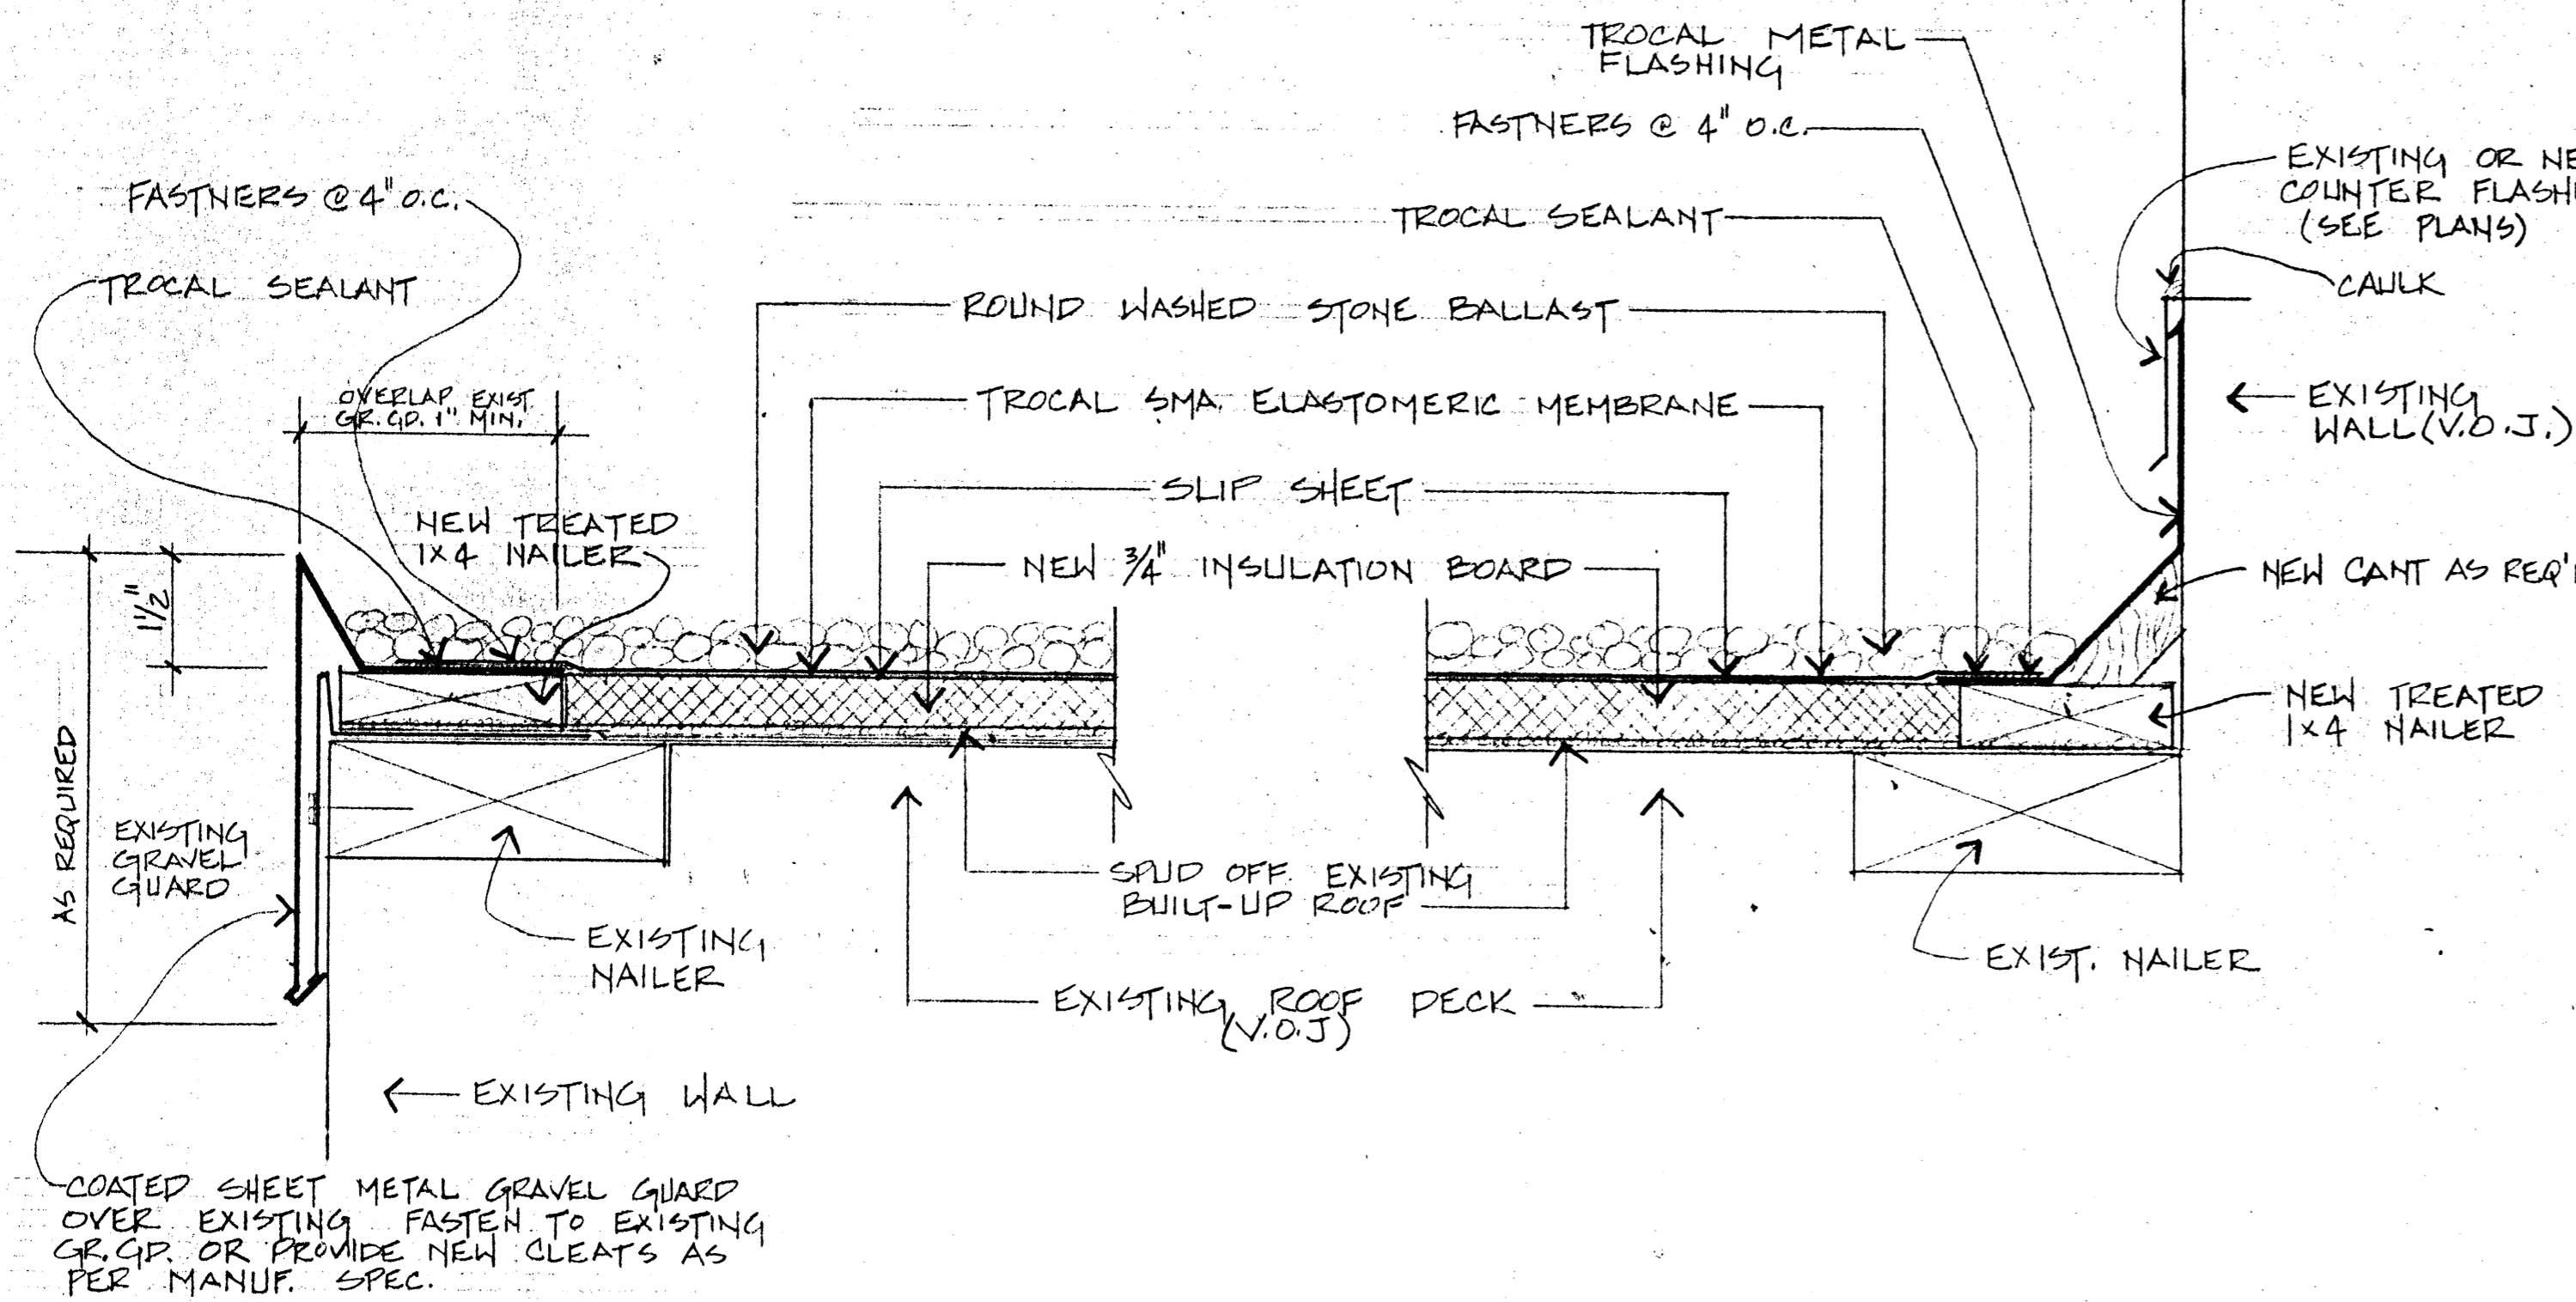 TROCAL METAL
FLASHING
FASTNERS @ 4" O.C.
TROCAL SEALANT
EXISTING OR NE
COUNTER FLASHI
(SEE PLANS)
CAULK
FASTNERS @ 4" O.C.
TROCAL SEALANT
ROUND WASHED STONE BALLAST
TROCAL SMA. ELASTOMERIC MEMBRANE
SLIP SHEET
NEW 3/4" INSULATION BOARD
OVERLAP EXIST
GR. GD. 1" MIN.
NEW TREATED
1X4 NAILER
EXISTING
WALL (V.O.J.)
NEW CANT AS REQ'
NEW TREATED
1X4 NAILER
1 1/2"
AS REQUIRED
EXISTING
GRAVEL
GUARD
EXISTING
NAILER
SPUD OFF EXISTING
BUILT-UP ROOF
EXIST. NAILER
EXISTING ROOF DECK
(V.O.J)
EXISTING WALL
COATED SHEET METAL GRAVEL GUARD
OVER EXISTING FASTEN TO EXISTING
GR. GD. OR PROVIDE NEW CLEATS AS
PER MANUF. SPEC.